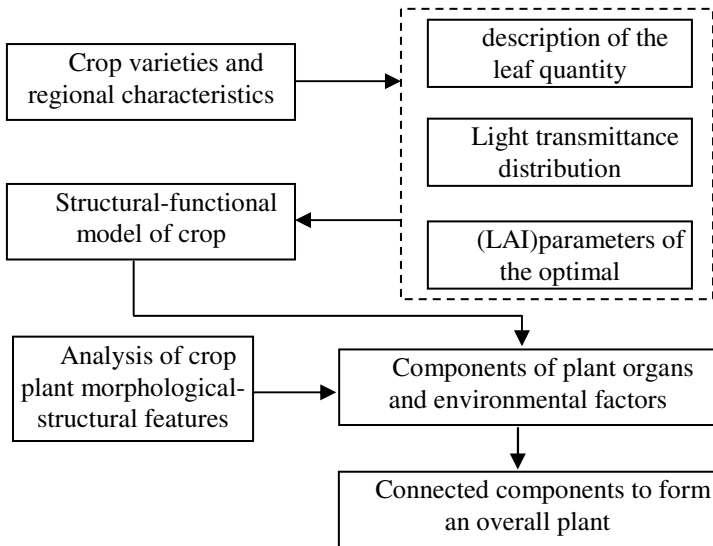 Crop varieties and
regional characteristics
description of the
leaf quantity
Light transmittance
distribution
(LAI)parameters of
the optimal
Structural-functional
model of crop
Analysis of crop
plant morphological-
structural features
Components of plant organs
and environmental factors
Connected components to form
an overall plant